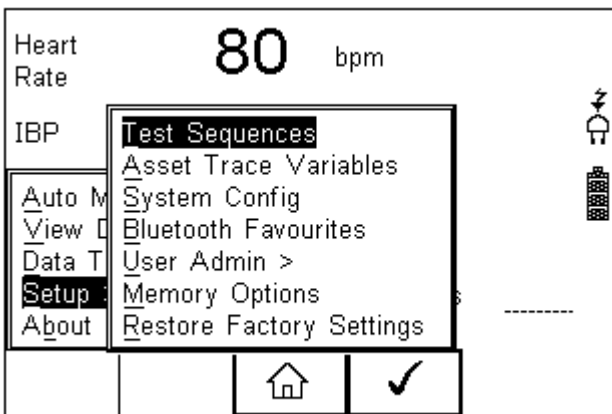 Heart
Rate
80 bpm
IBP
Auto M
View D
Data T
Setup
About
Test Sequences
Asset Trace Variables
System Config
Bluetooth Favourites
User Admin >
Memory Options
Restore Factory Settings
s
---------